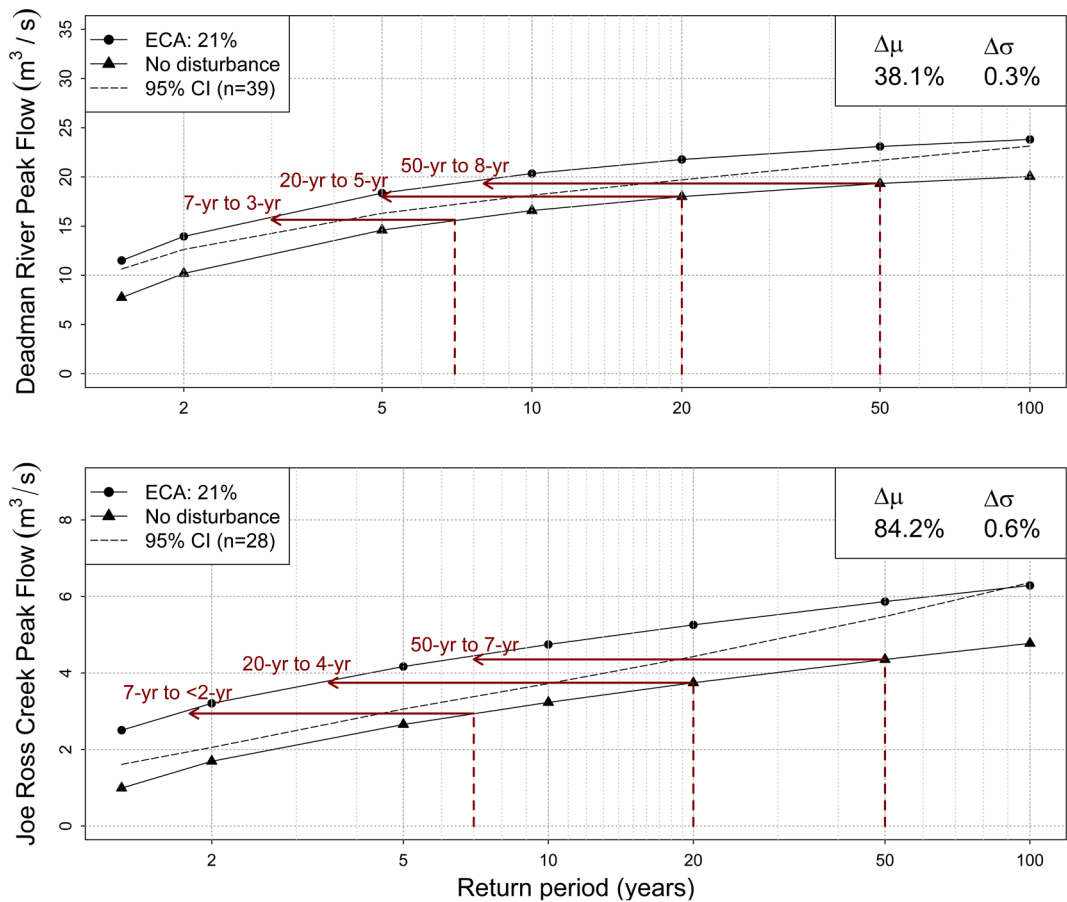 Deadman River Peak Flow (m³/s)
35
30
25
20
15
10
5
0
ECA: 21%
No disturbance
95% CI (n=39)
Δμ Δσ
38.1% 0.3%
50-yr to 8-yr
20-yr to 5-yr
7-yr to 3-yr
2 5 10 20 50 100
Joe Ross Creek Peak Flow (m³/s)
8
6
4
2
0
ECA: 21%
No disturbance
95% CI (n=28)
Δμ Δσ
84.2% 0.6%
50-yr to 7-yr
20-yr to 4-yr
7-yr to <2-yr
2 5 10 20 50 100
Return period (years)